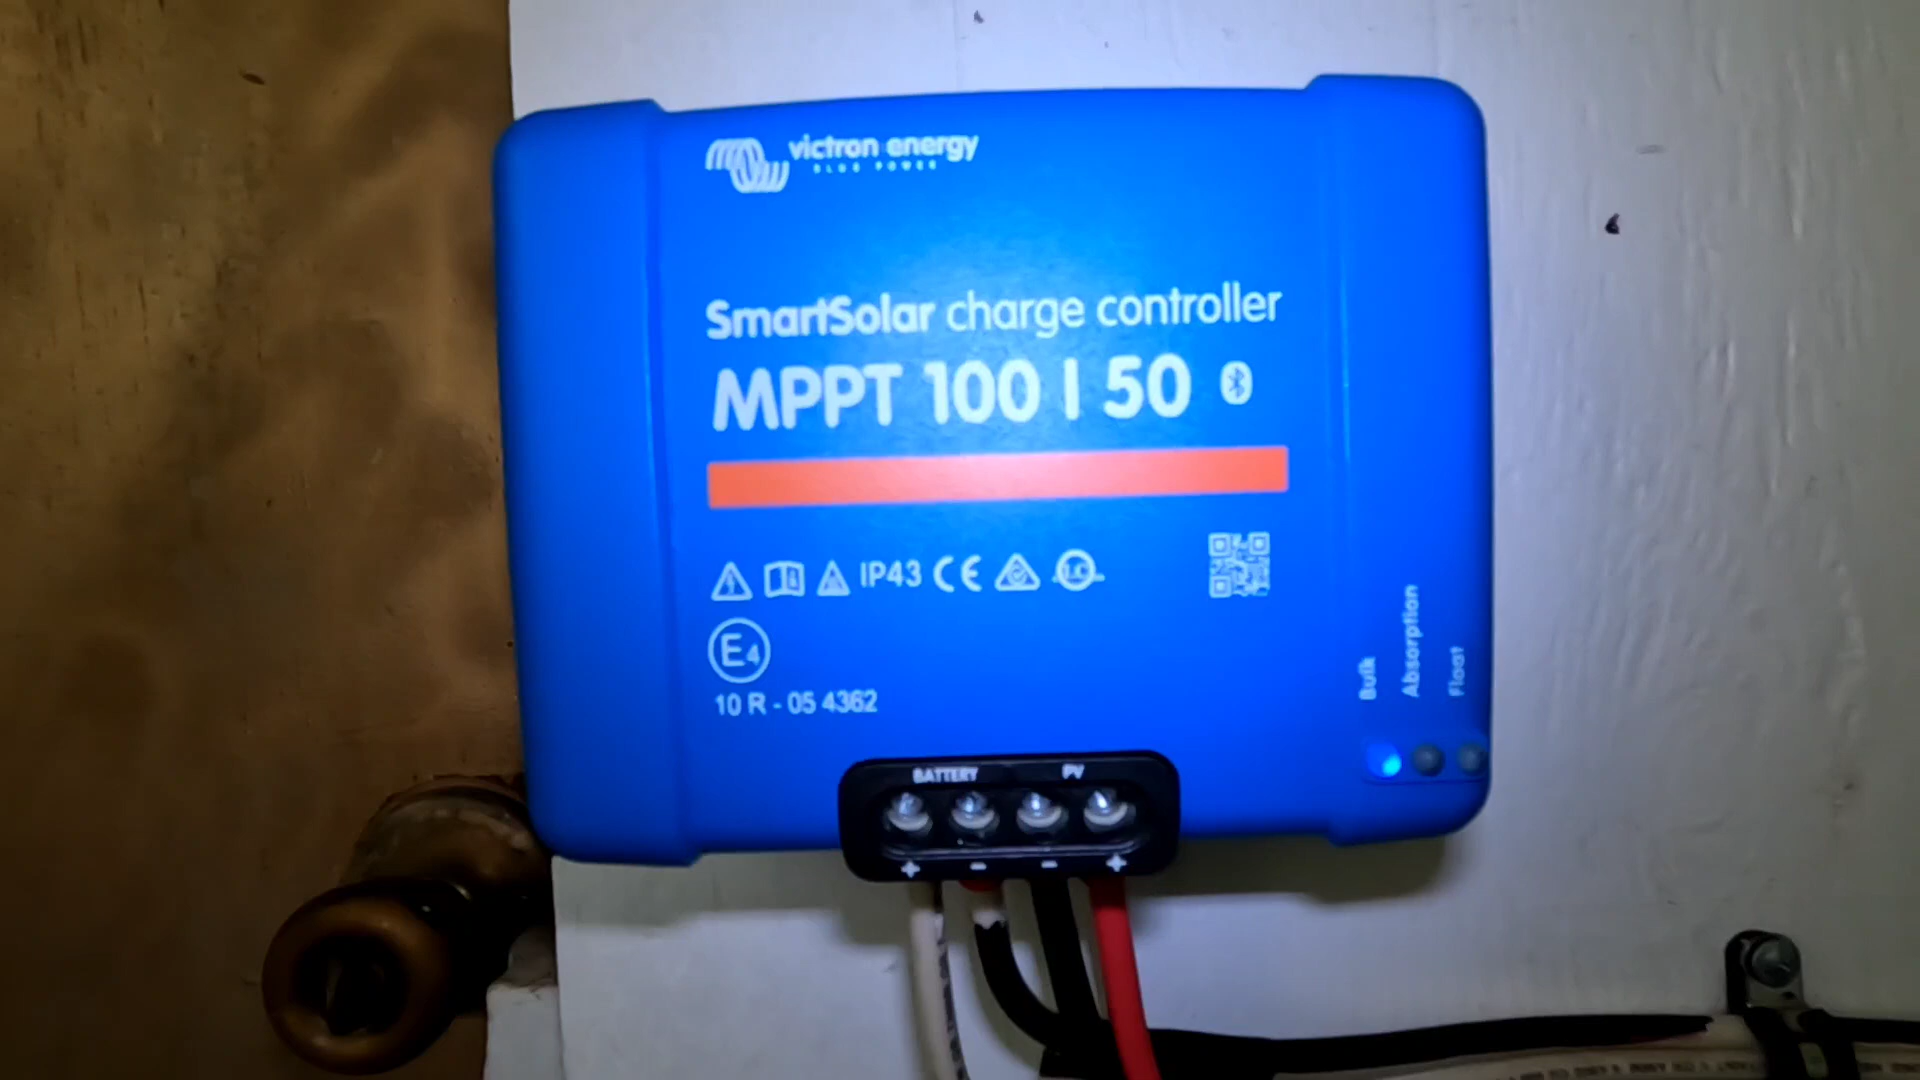 victron energy
BLUE POWER
SmartSolar charge controller
MPPT 100 | 50
IP43 CE
E4
10 R - 05 4362
Bulk
Absorption
Float
BATTERY PV
+ - - +